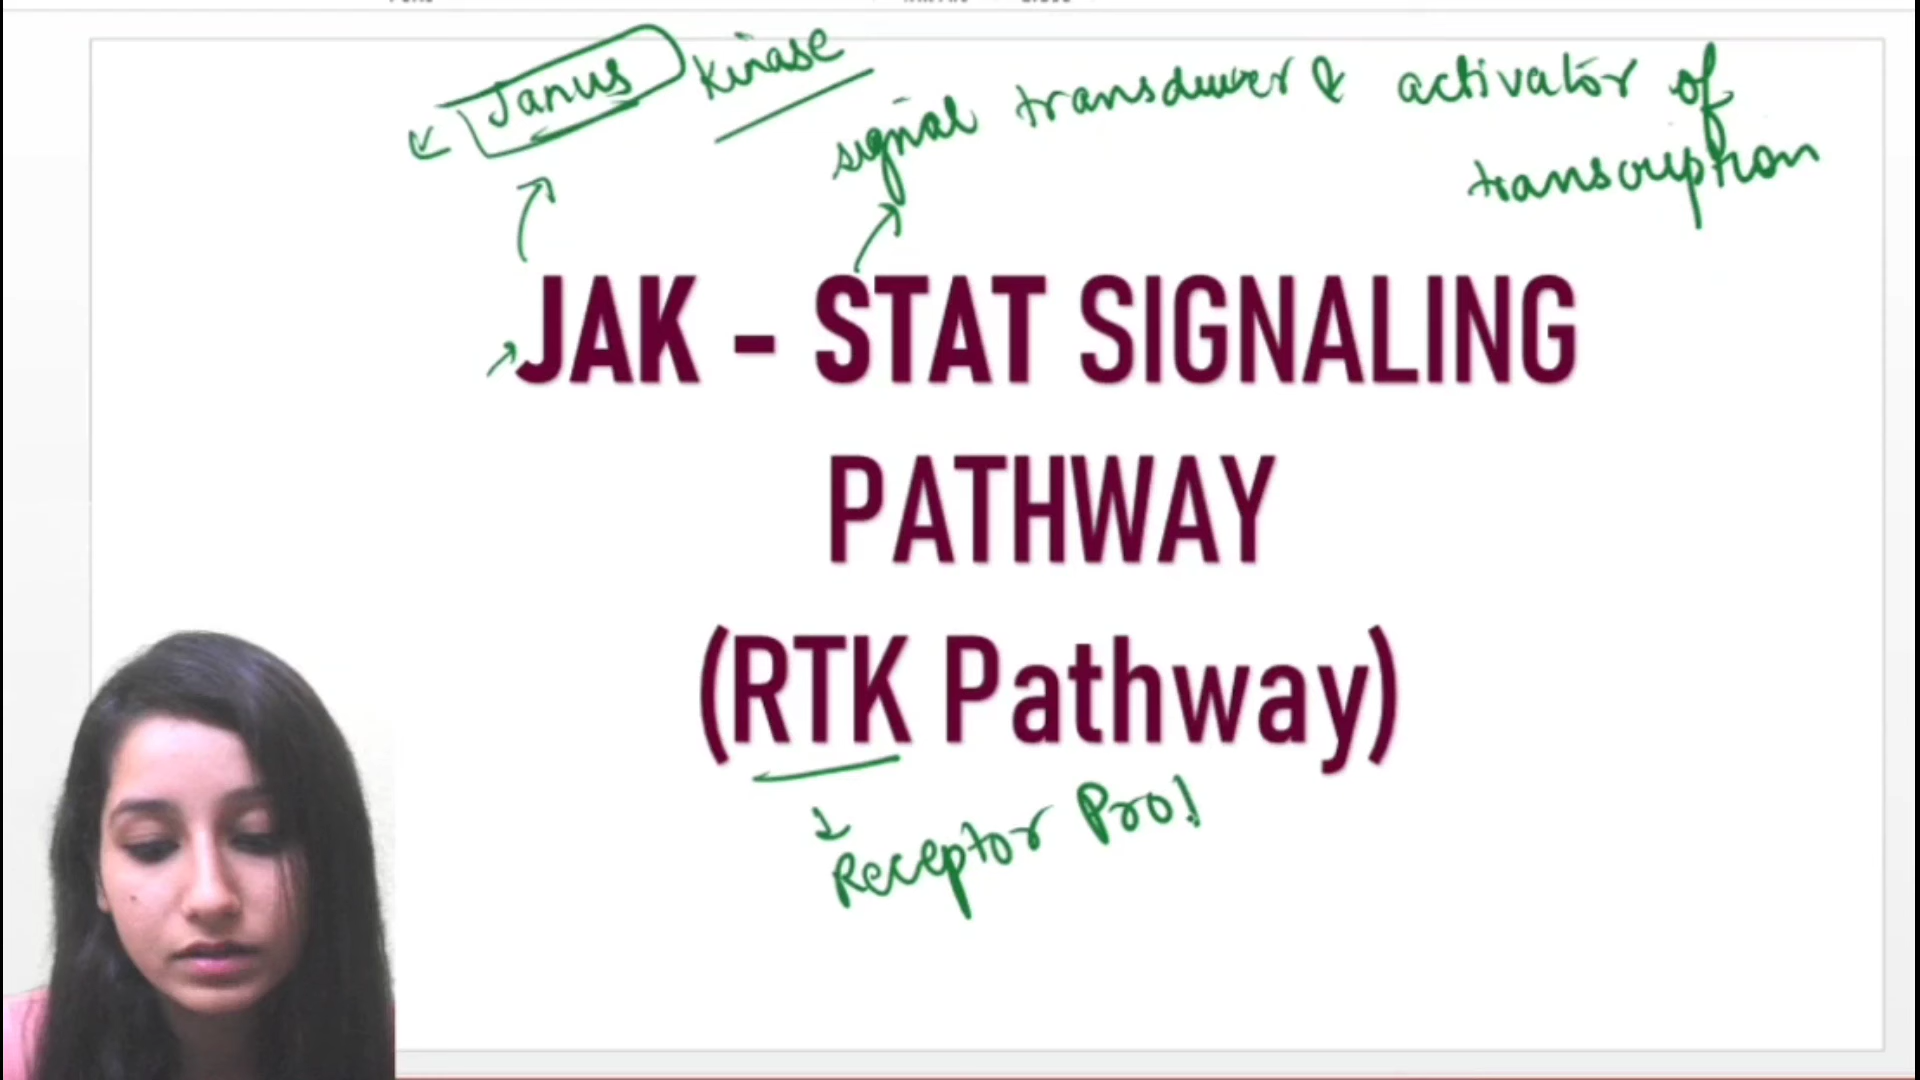 Janus Kinase
signal transducer & activator of
transcription
JAK - STAT SIGNALING
PATHWAY
(RTK Pathway)
Receptor Pro